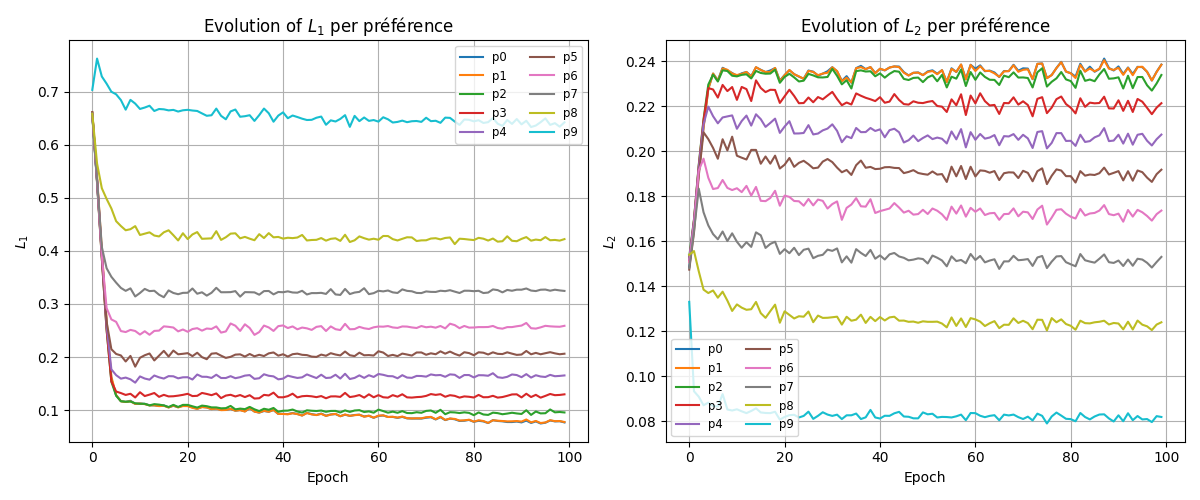 Evolution of L₁ per préférence
L₁
0.7
0.6
0.5
0.4
0.3
0.2
0.1
0 20 40 60 80 100
Epoch
p0 p5
p1 p6
p2 p7
p3 p8
p4 p9
Evolution of L₂ per préférence
L₂
0.24
0.22
0.20
0.18
0.16
0.14
0.12
0.10
0.08
0 20 40 60 80 100
Epoch
p0 p5
p1 p6
p2 p7
p3 p8
p4 p9